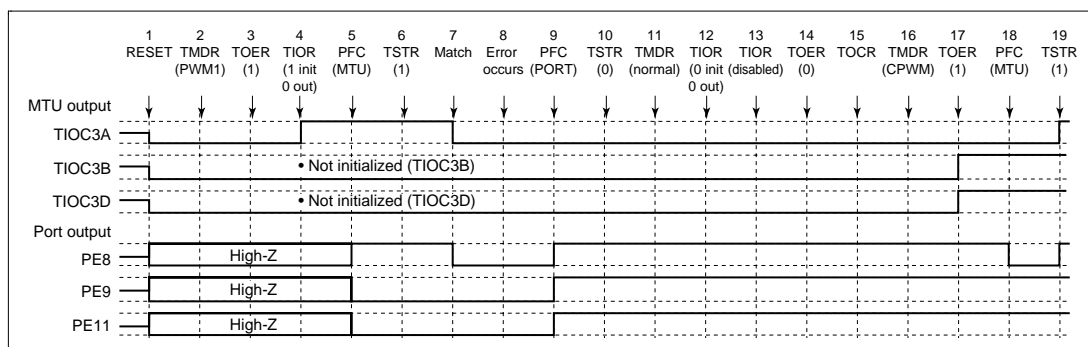 1 2 3 4 5 6 7 8 9 10 11 12 13 14 15 16 17 18 19
RESET TMDR TOER TIOR PFC TSTR Match Error PFC TSTR TMDR TIOR TIOR TOER TOCR TMDR TOER PFC TSTR
(PWM1) (1) (1 init (MTU) (1) occurs (PORT) (0) (normal) (0 init (disabled) (0) (CPWM) (1) (MTU) (1)
0 out) 0 out)
MTU output
TIOC3A
TIOC3B • Not initialized (TIOC3B)
TIOC3D • Not initialized (TIOC3D)
Port output
PE8 High-Z
PE9 High-Z
PE11 High-Z